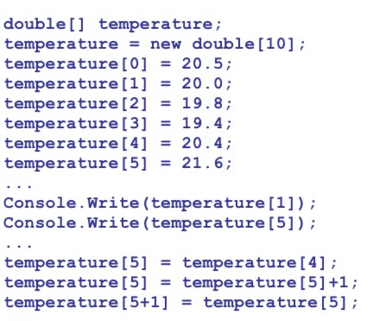 double[] temperature;
temperature = new double[10];
temperature[0] = 20.5;
temperature[1] = 20.0;
temperature[2] = 19.8;
temperature[3] = 19.4;
temperature[4] = 20.4;
temperature[5] = 21.6;
...
Console.Write(temperature[1]);
Console.Write(temperature[5]);
...
temperature[5] = temperature[4];
temperature[5] = temperature[5]+1;
temperature[5+1] = temperature[5];